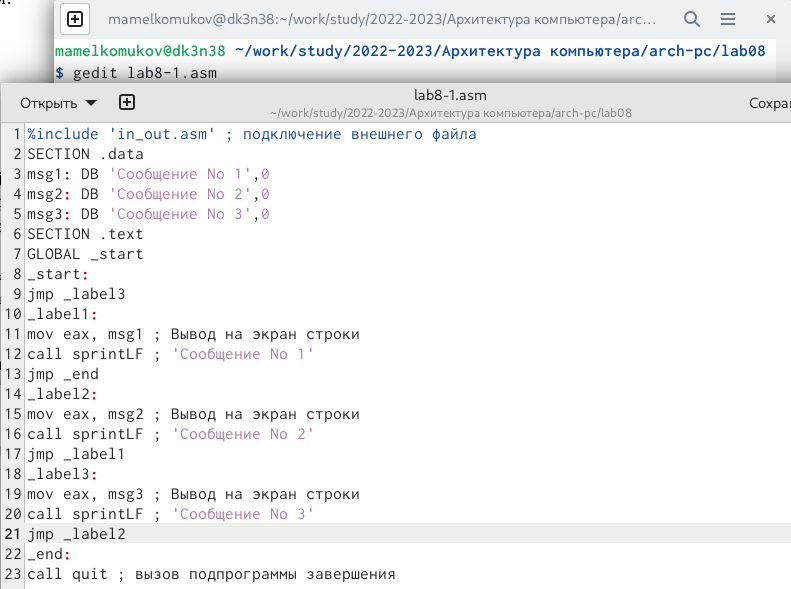 mamelkomukov@dk3n38:~/work/study/2022-2023/Архитектура компьютера/arc...
mamelkomukov@dk3n38 ~/work/study/2022-2023/Архитектура компьютера/arch-pc/lab08
$ gedit lab8-1.asm
Открыть
lab8-1.asm
~/work/study/2022-2023/Архитектура компьютера/arch-pc/lab08
Сохра
1 %include 'in_out.asm' ; подключение внешнего файла
2 SECTION .data
3 msg1: DB 'Сообщение No 1',0
4 msg2: DB 'Сообщение No 2',0
5 msg3: DB 'Сообщение No 3',0
6 SECTION .text
7 GLOBAL _start
8 _start:
9 jmp _label3
10 _label1:
11 mov eax, msg1 ; Вывод на экран строки
12 call sprintLF ; 'Сообщение No 1'
13 jmp _end
14 _label2:
15 mov eax, msg2 ; Вывод на экран строки
16 call sprintLF ; 'Сообщение No 2'
17 jmp _label1
18 _label3:
19 mov eax, msg3 ; Вывод на экран строки
20 call sprintLF ; 'Сообщение No 3'
21 jmp _label2
22 _end:
23 call quit ; вызов подпрограммы завершения